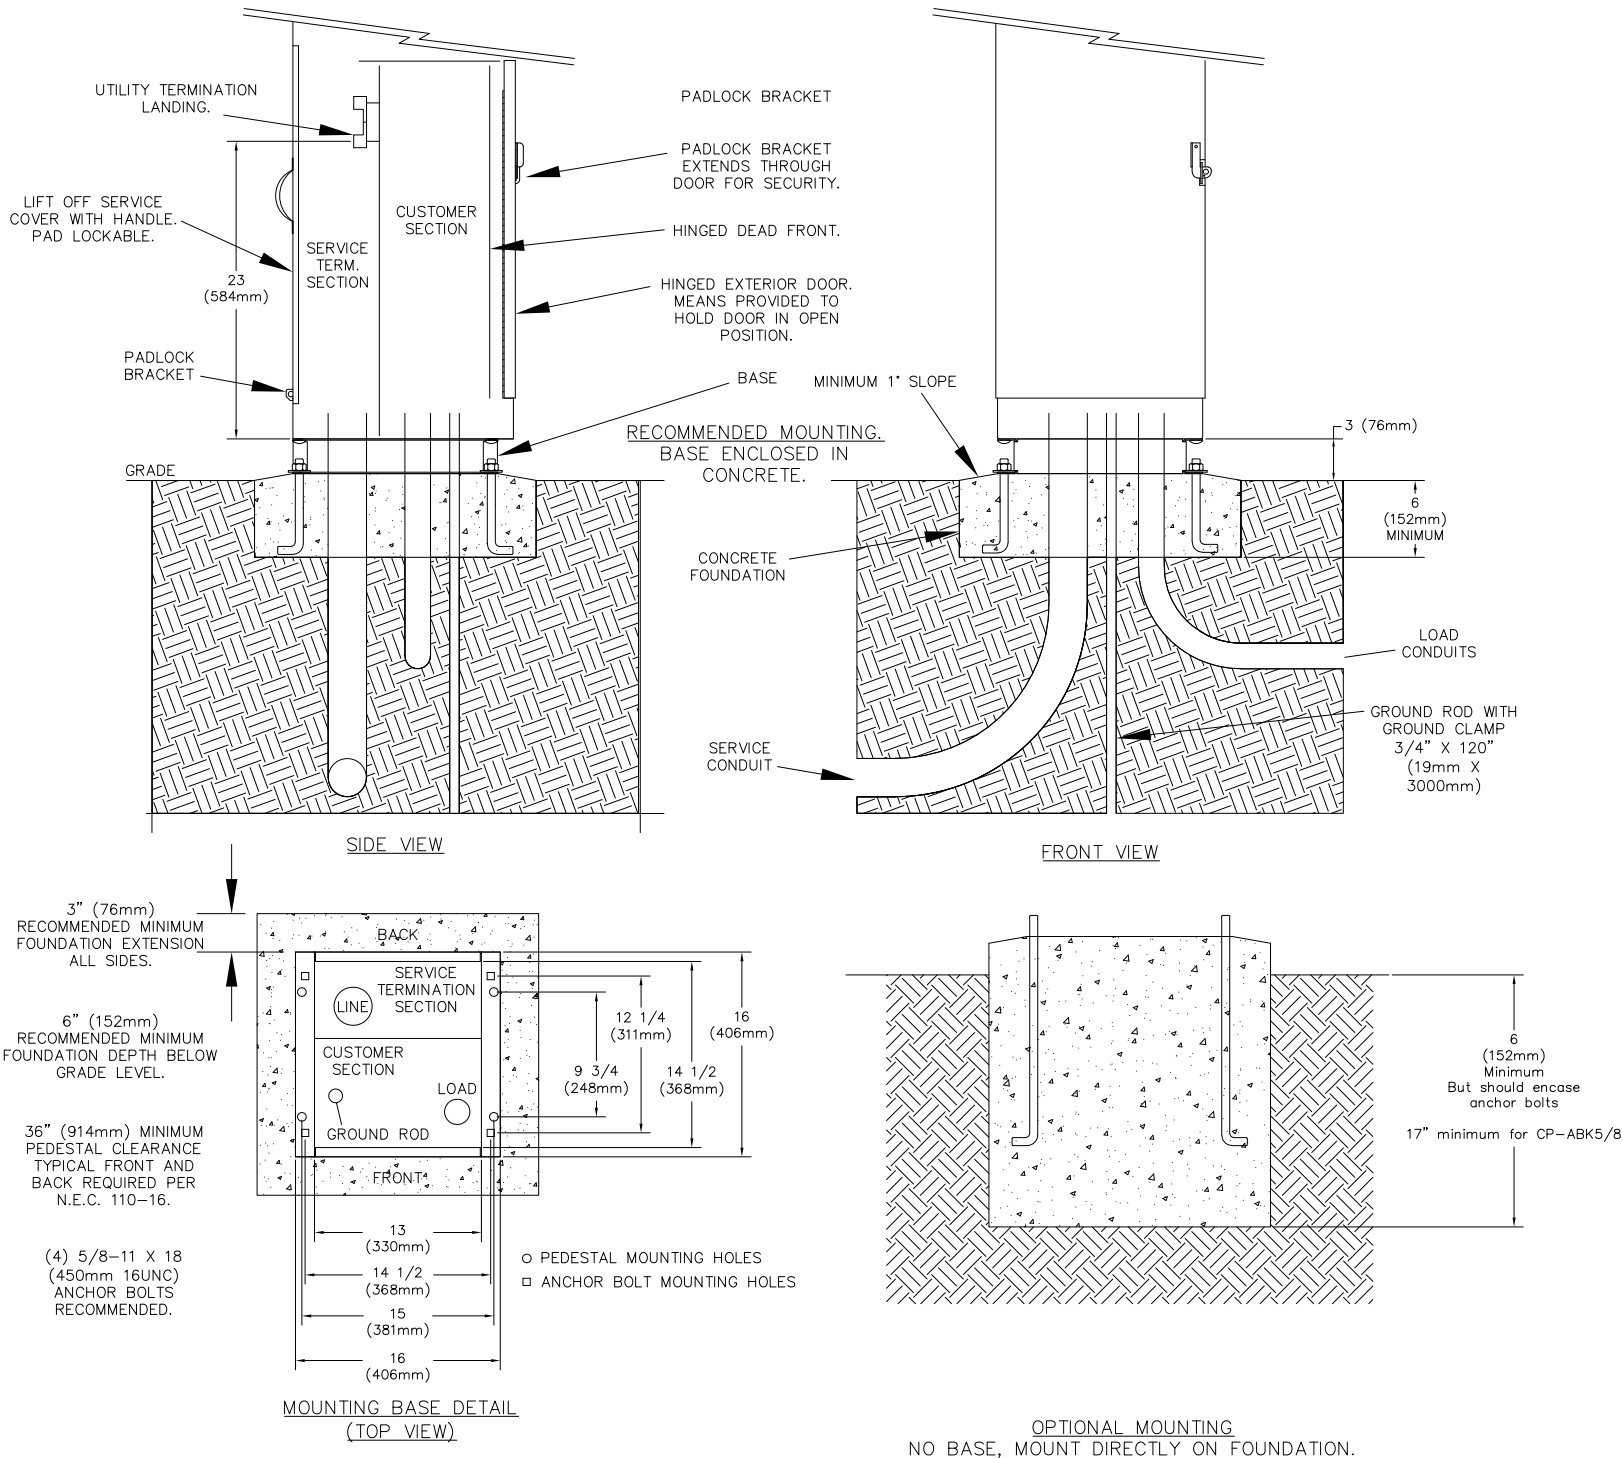 UTILITY TERMINATION
LANDING.
LIFT OFF SERVICE
COVER WITH HANDLE.
PAD LOCKABLE.
23
(584mm)
PADLOCK
BRACKET
SERVICE
TERM.
SECTION
CUSTOMER
SECTION
PADLOCK BRACKET
PADLOCK BRACKET
EXTENDS THROUGH
DOOR FOR SECURITY.
HINGED DEAD FRONT.
HINGED EXTERIOR DOOR.
MEANS PROVIDED TO
HOLD DOOR IN OPEN
POSITION.
BASE
GRADE
RECOMMENDED MOUNTING.
BASE ENCLOSED IN
CONCRETE.
SIDE VIEW
MINIMUM 1" SLOPE
3 (76mm)
6
(152mm)
MINIMUM
CONCRETE
FOUNDATION
LOAD
CONDUITS
GROUND ROD WITH
GROUND CLAMP
3/4" X 120"
(19mm X
3000mm)
SERVICE
CONDUIT
FRONT VIEW
3" (76mm)
RECOMMENDED MINIMUM
FOUNDATION EXTENSION
ALL SIDES.
6" (152mm)
RECOMMENDED MINIMUM
FOUNDATION DEPTH BELOW
GRADE LEVEL.
36" (914mm) MINIMUM
PEDESTAL CLEARANCE
TYPICAL FRONT AND
BACK REQUIRED PER
N.E.C. 110-16.
(4) 5/8-11 X 18
(450mm 16UNC)
ANCHOR BOLTS
RECOMMENDED.
BACK
SERVICE
TERMINATION
SECTION
LINE
CUSTOMER
SECTION
LOAD
GROUND ROD
FRONT
9 3/4
(248mm)
12 1/4
(311mm)
14 1/2
(368mm)
16
(406mm)
13
(330mm)
14 1/2
(368mm)
15
(381mm)
16
(406mm)
PEDESTAL MOUNTING HOLES
ANCHOR BOLT MOUNTING HOLES
MOUNTING BASE DETAIL
(TOP VIEW)
6
(152mm)
Minimum
But should encase
anchor bolts
17" minimum for CP-ABK5/8
OPTIONAL MOUNTING
NO BASE, MOUNT DIRECTLY ON FOUNDATION.